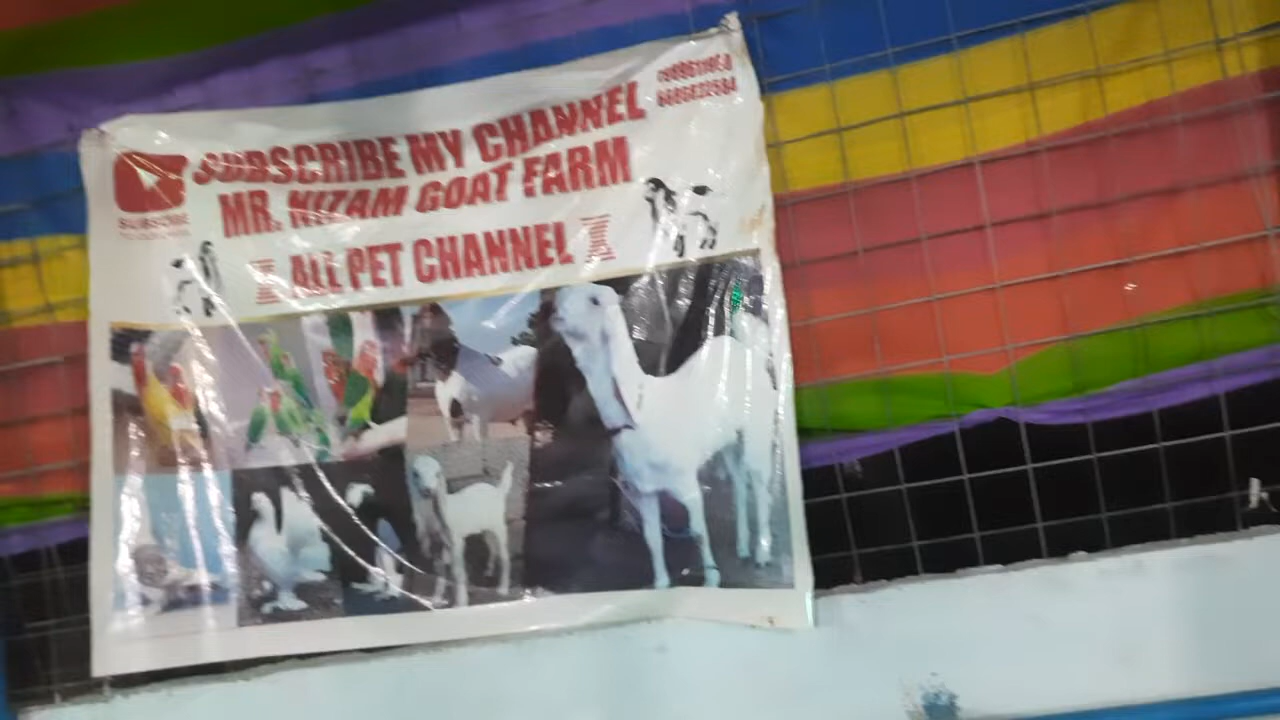 SUBSCRIBE MY CHANNEL
MR. NIZAM GOAT FARM
ALL PET CHANNEL
SUBSCRIBE